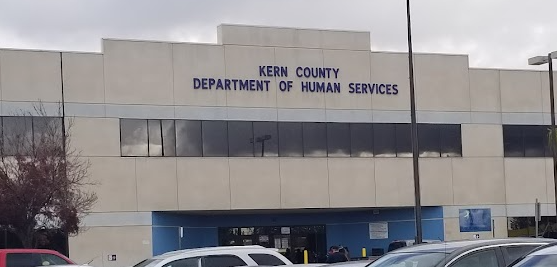 KERN COUNTY
DEPARTMENT OF HUMAN SERVICES